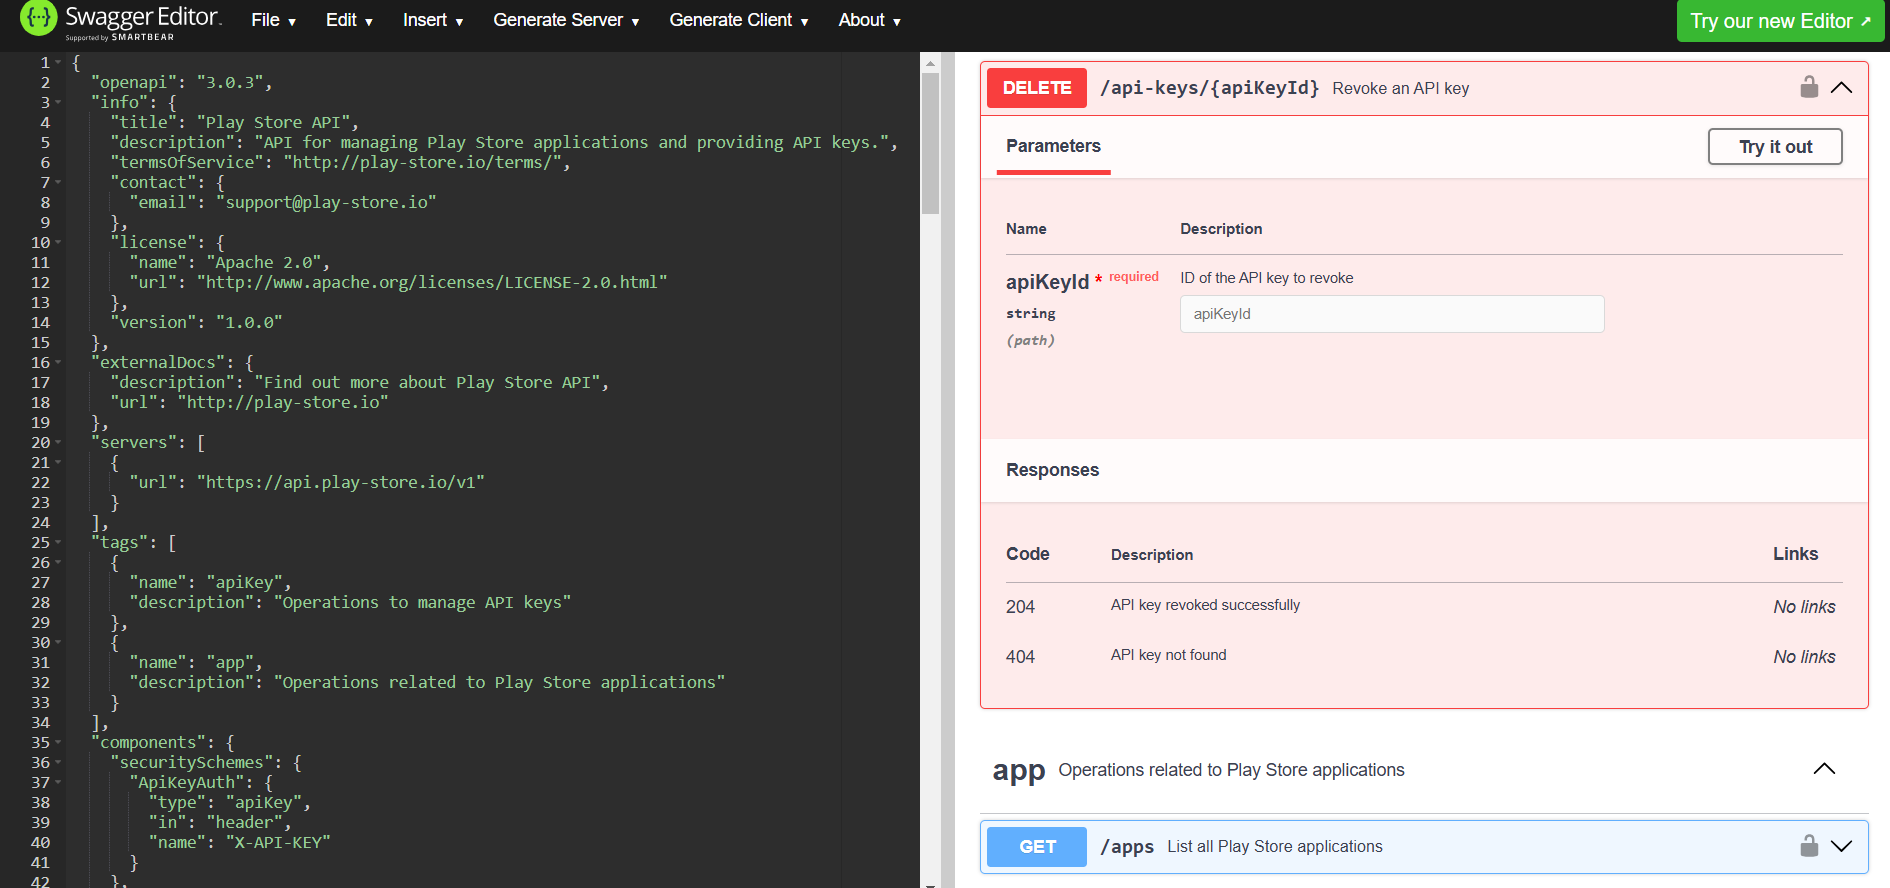 Swagger Editor.
Supported by SMARTBEAR
File ▼ Edit ▼ Insert ▼ Generate Server ▼ Generate Client ▼ About ▼
Try our new Editor ↗
1 {
2 "openapi": "3.0.3",
3 "info": {
4 "title": "Play Store API",
5 "description": "API for managing Play Store applications and providing API keys.",
6 "termsOfService": "http://play-store.io/terms/",
7 "contact": {
8 "email": "support@play-store.io"
9 },
10 "license": {
11 "name": "Apache 2.0",
12 "url": "http://www.apache.org/licenses/LICENSE-2.0.html"
13 },
14 "version": "1.0.0"
15 },
16 "externalDocs": {
17 "description": "Find out more about Play Store API",
18 "url": "http://play-store.io"
19 },
20 "servers": [
21 {
22 "url": "https://api.play-store.io/v1"
23 }
24 ],
25 "tags": [
26 {
27 "name": "apiKey",
28 "description": "Operations to manage API keys"
29 },
30 {
31 "name": "app",
32 "description": "Operations related to Play Store applications"
33 }
34 ],
35 "components": {
36 "securitySchemes": {
37 "ApiKeyAuth": {
38 "type": "apiKey",
39 "in": "header",
40 "name": "X-API-KEY"
41 }
42 },
DELETE /api-keys/{apiKeyId} Revoke an API key
Parameters
Try it out
Name Description
apiKeyId * required
string
(path)
ID of the API key to revoke
apiKeyId
Responses
Code Description Links
204 API key revoked successfully No links
404 API key not found No links
app Operations related to Play Store applications
GET /apps List all Play Store applications